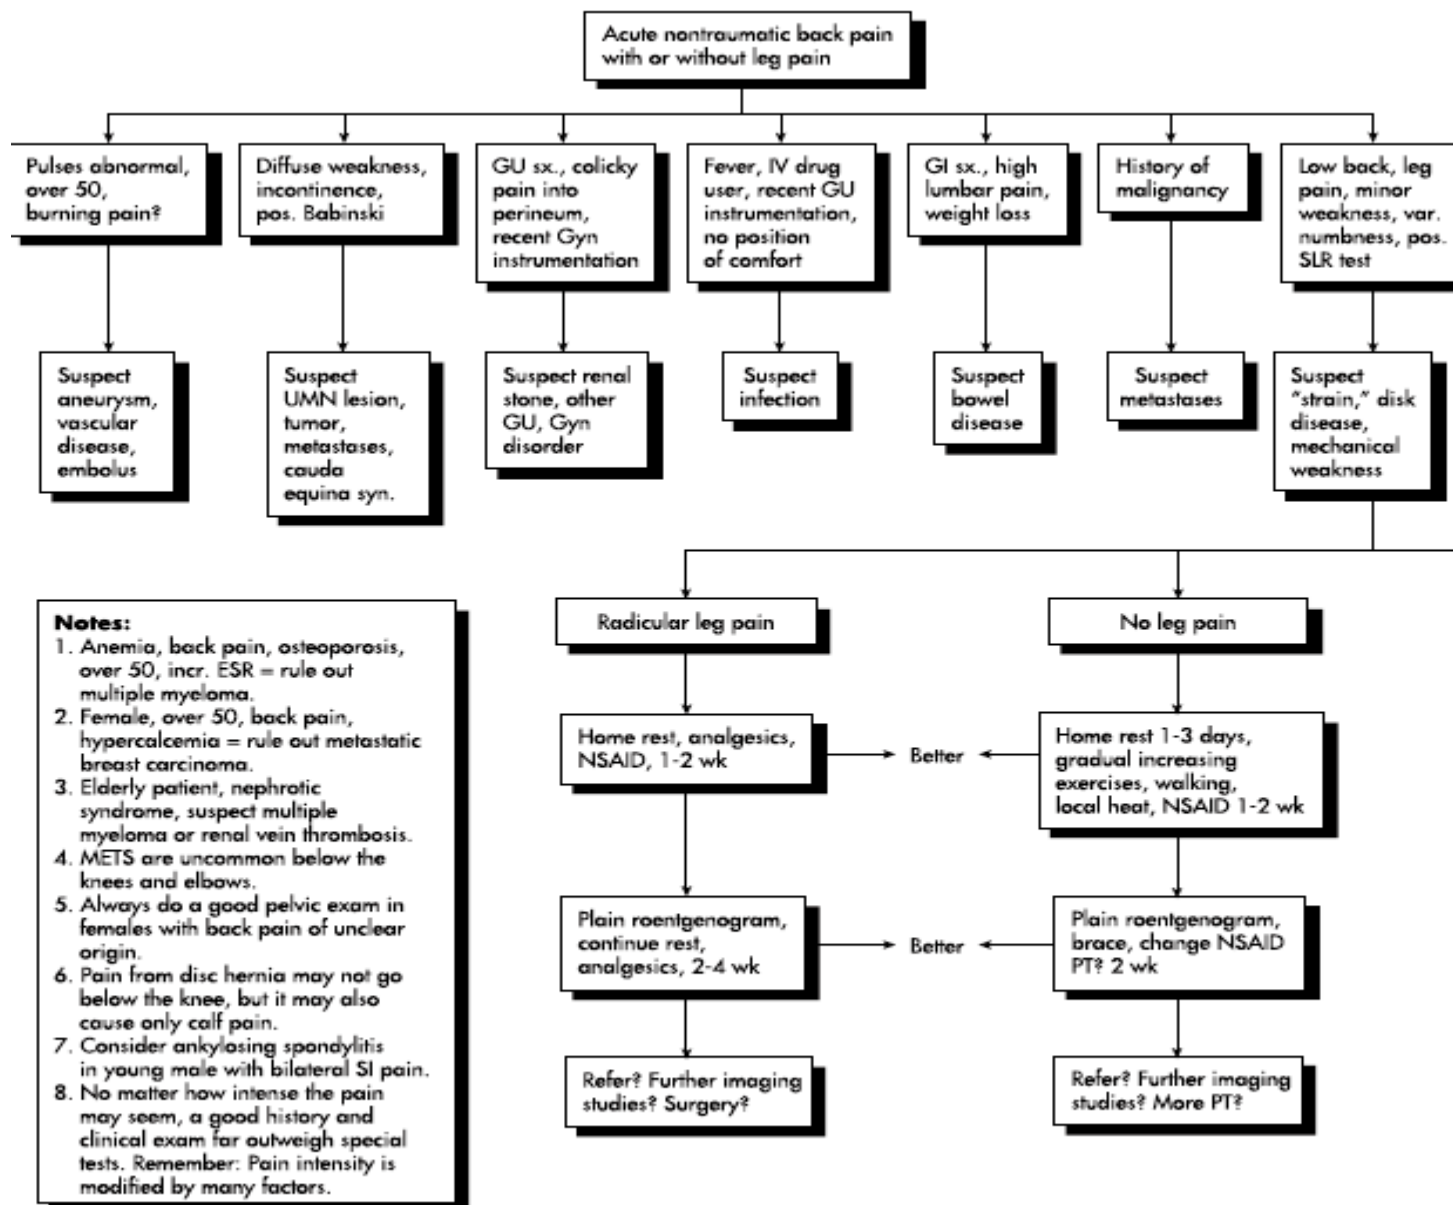 Acute nontraumatic back pain
with or without leg pain
Pulses abnormal,
over 50,
burning pain?
Diffuse weakness,
incontinence,
pos. Babinski
GU sx., colicky
pain into
perineum,
recent Gyn
instrumentation
Fever, IV drug
user, recent GU
instrumentation,
no position
of comfort
GI sx., high
lumbar pain,
weight loss
History of
malignancy
Low back, leg
pain, minor
weakness, var.
numbness, pos.
SLR test
Suspect
aneurysm,
vascular
disease,
embolus
Suspect
UMN lesion,
tumor,
metastases,
cauda
equina syn.
Suspect renal
stone, other
GU, Gyn
disorder
Suspect
infection
Suspect
bowel
disease
Suspect
metastases
Suspect
"strain," disk
disease,
mechanical
weakness
Radicular leg pain
No leg pain
Home rest, analgesics,
NSAID, 1-2 wk
Better
Home rest 1-3 days,
gradual increasing
exercises, walking,
local heat, NSAID 1-2 wk
Plain roentgenogram,
continue rest,
analgesics, 2-4 wk
Better
Plain roentgenogram,
brace, change NSAID
PT? 2 wk
Refer? Further imaging
studies? Surgery?
Refer? Further imaging
studies? More PT?
Notes:
1. Anemia, back pain, osteoporosis,
over 50, incr. ESR = rule out
multiple myeloma.
2. Female, over 50, back pain,
hypercalcemia = rule out metastatic
breast carcinoma.
3. Elderly patient, nephrotic
syndrome, suspect multiple
myeloma or renal vein thrombosis.
4. METS are uncommon below the
knees and elbows.
5. Always do a good pelvic exam in
females with back pain of unclear
origin.
6. Pain from disc hernia may not go
below the knee, but it may also
cause only calf pain.
7. Consider ankylosing spondylitis
in young male with bilateral SI pain.
8. No matter how intense the pain
may seem, a good history and
clinical exam far outweigh special
tests. Remember: Pain intensity is
modified by many factors.